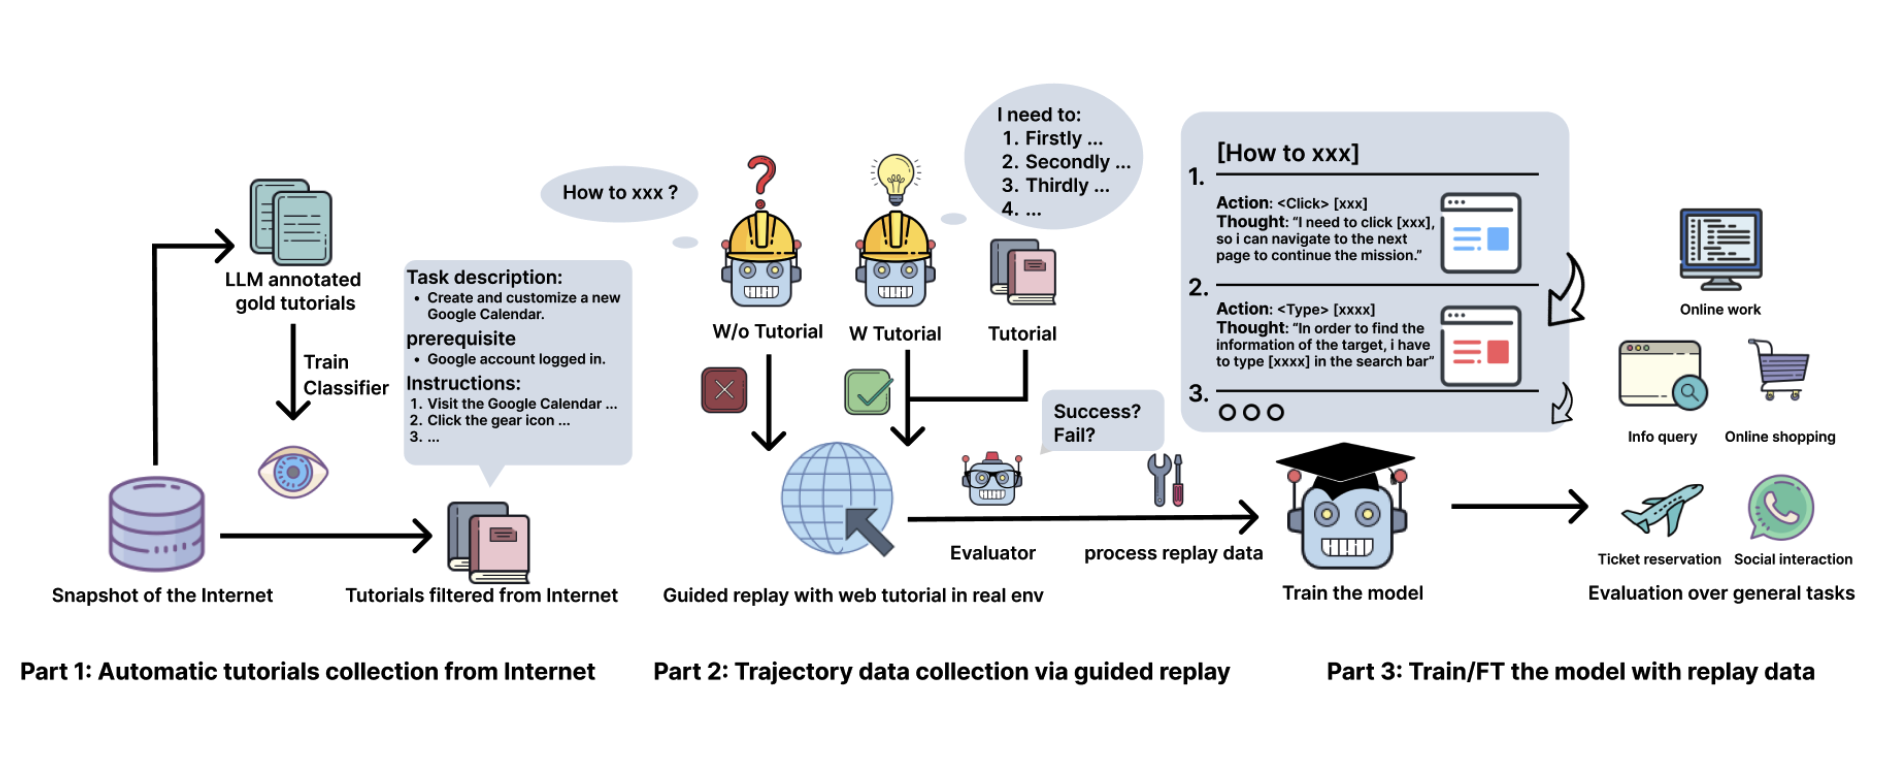 LLM annotated
gold tutorials
Train
Classifier
Task description:
• Create and customize a new
Google Calendar.
prerequisite
• Google account logged in.
Instructions:
1. Visit the Google Calendar ...
2. Click the gear icon ...
3. ...
Snapshot of the Internet
Tutorials filtered from Internet
Part 1: Automatic tutorials collection from Internet
How to xxx ?
I need to:
1. Firstly ...
2. Secondly ...
3. Thirdly ...
4. ...
W/o Tutorial
W Tutorial
Tutorial
Success?
Fail?
Evaluator
process replay data
Guided replay with web tutorial in real env
Part 2: Trajectory data collection via guided replay
[How to xxx]
1.
Action: <Click> [xxx]
Thought: “I need to click [xxx],
so i can navigate to the next
page to continue the mission.”
2.
Action: <Type> [xxxx]
Thought: “In order to find the
information of the target, i have
to type [xxxx] in the search bar”
3.
Train the model
Online work
Info query
Online shopping
Ticket reservation
Social interaction
Evaluation over general tasks
Part 3: Train/FT the model with replay data